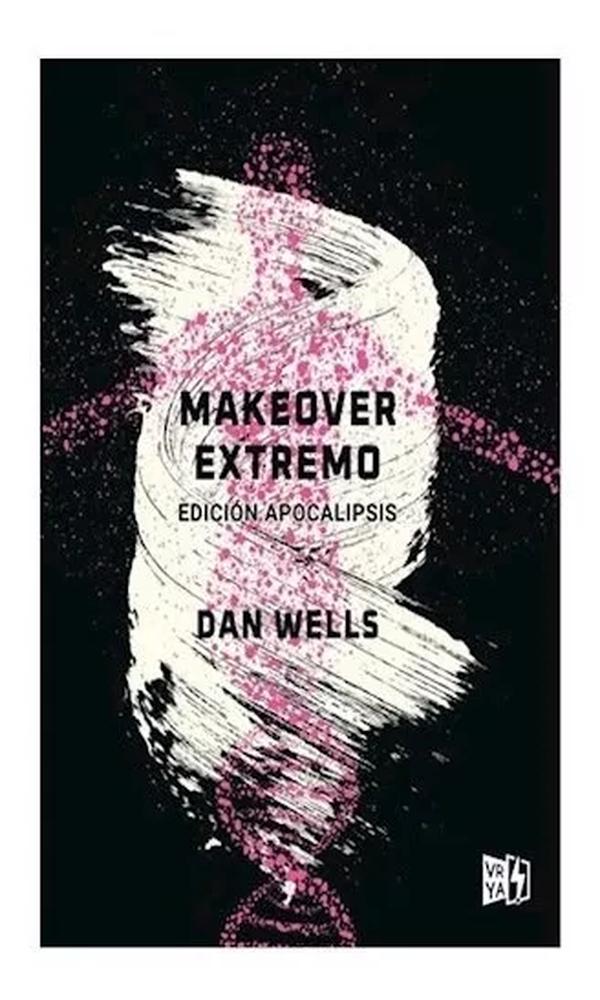 MAKEOVER
EXTREMO
EDICIÓN APOCALIPSIS
DAN WELLS
VR
YA